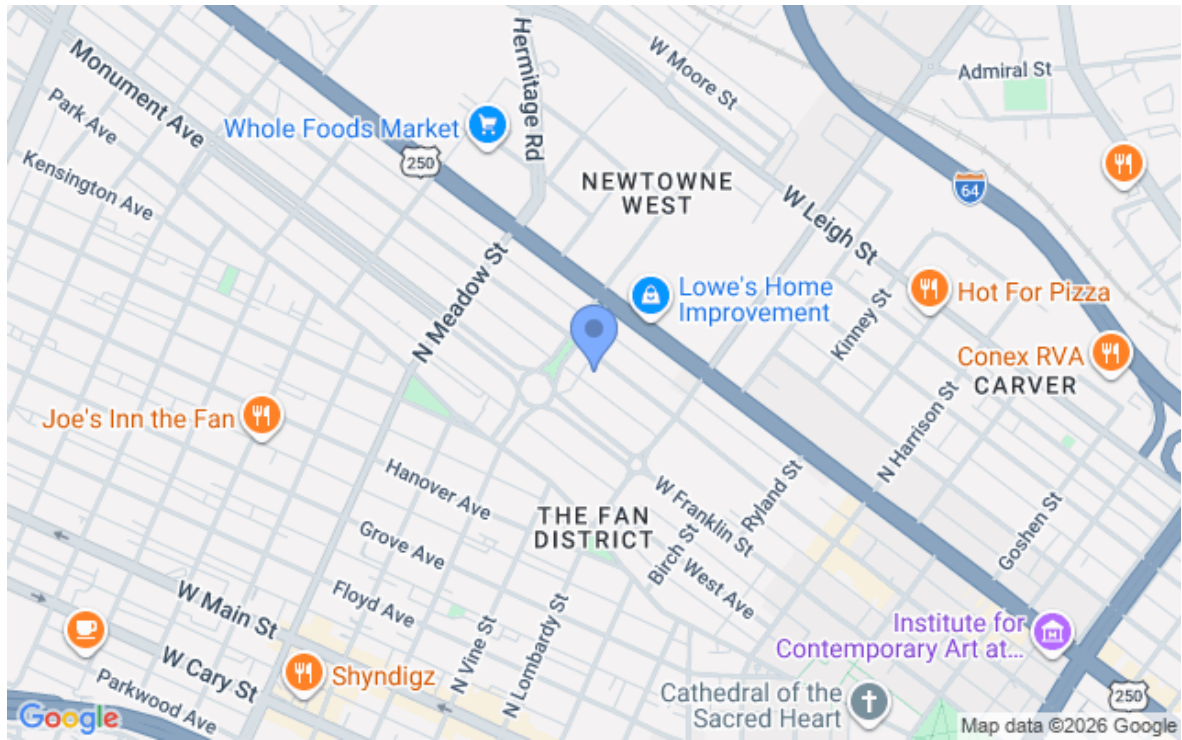 Monument Ave
Park Ave
Kensington Ave
Whole Foods Market
250
Hermitage Rd
W Moore St
Admiral St
NEWTOWNE
WEST
64
W Leigh St
N Meadow St
Lowe's Home
Improvement
Kinney St
Hot For Pizza
Conex RVA
CARVER
Joe's Inn the Fan
N Harrison St
Hanover Ave
Grove Ave
Floyd Ave
THE FAN
DISTRICT
W Franklin St
Ryland St
Birch St
West Ave
Goshen St
W Main St
W Cary St
Parkwood Ave
Shyndigz
N Vine St
N Lombardy St
Institute for
Contemporary Art at...
Cathedral of the
Sacred Heart
250
Google
Map data ©2026 Google